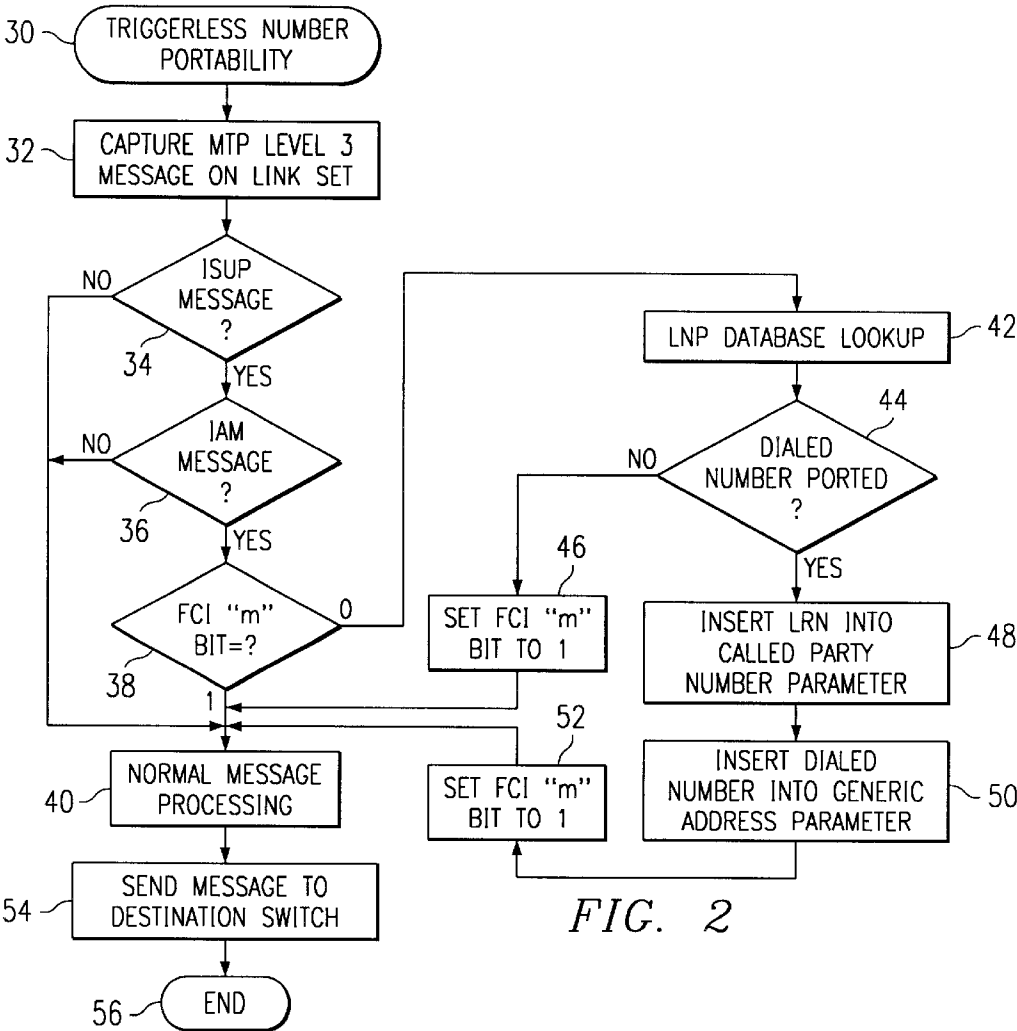 30
TRIGGERLESS NUMBER
PORTABILITY
32
CAPTURE MTP LEVEL 3
MESSAGE ON LINK SET
NO
ISUP
MESSAGE
?
34
YES
NO
IAM
MESSAGE
?
36
YES
FCI "m"
BIT=?
0
38
1
40
NORMAL MESSAGE
PROCESSING
54
SEND MESSAGE TO
DESTINATION SWITCH
56
END
LNP DATABASE LOOKUP
42
44
NO
DIALED
NUMBER PORTED
?
YES
46
SET FCI "m"
BIT TO 1
INSERT LRN INTO
CALLED PARTY
NUMBER PARAMETER
48
52
SET FCI "m"
BIT TO 1
INSERT DIALED
NUMBER INTO GENERIC
ADDRESS PARAMETER
50
FIG. 2